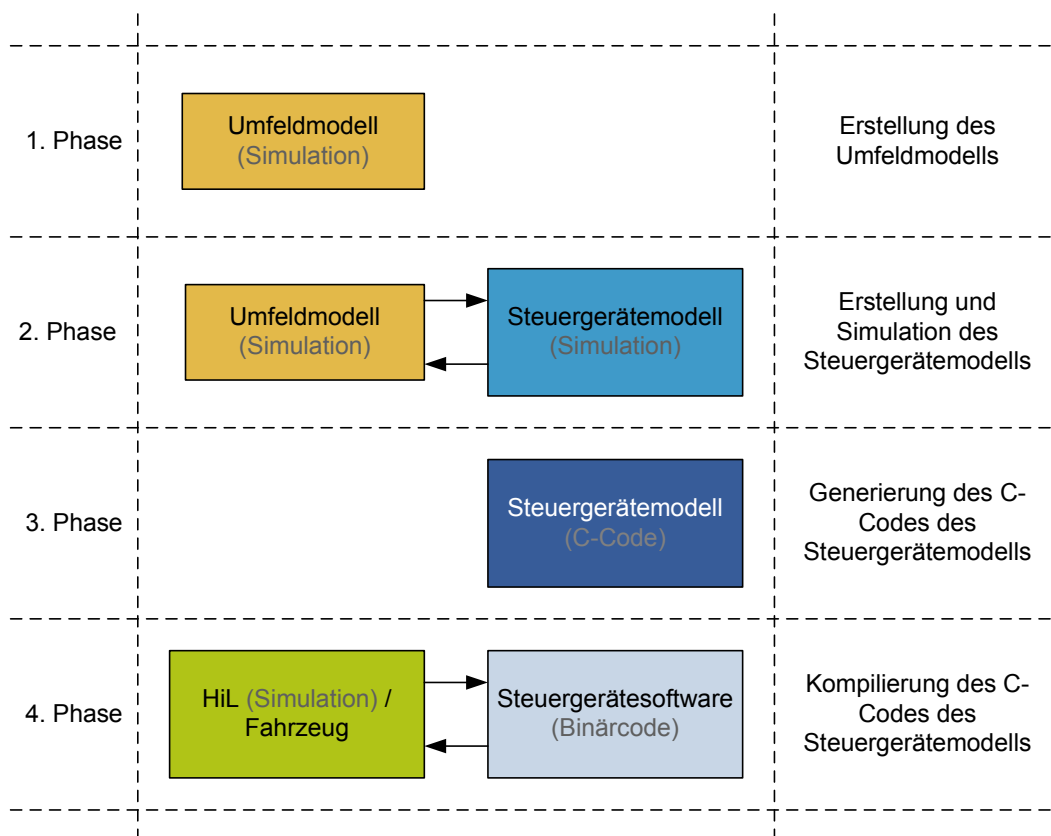 1. Phase
Umfeldmodell
(Simulation)
Erstellung des
Umfeldmodells
2. Phase
Umfeldmodell
(Simulation)
Steuergerätemodell
(Simulation)
Erstellung und
Simulation des
Steuergerätemodells
3. Phase
Steuergerätemodell
(C-Code)
Generierung des C-
Codes des
Steuergerätemodells
4. Phase
HiL (Simulation) /
Fahrzeug
Steuergerätesoftware
(Binärcode)
Kompilierung des C-
Codes des
Steuergerätemodells